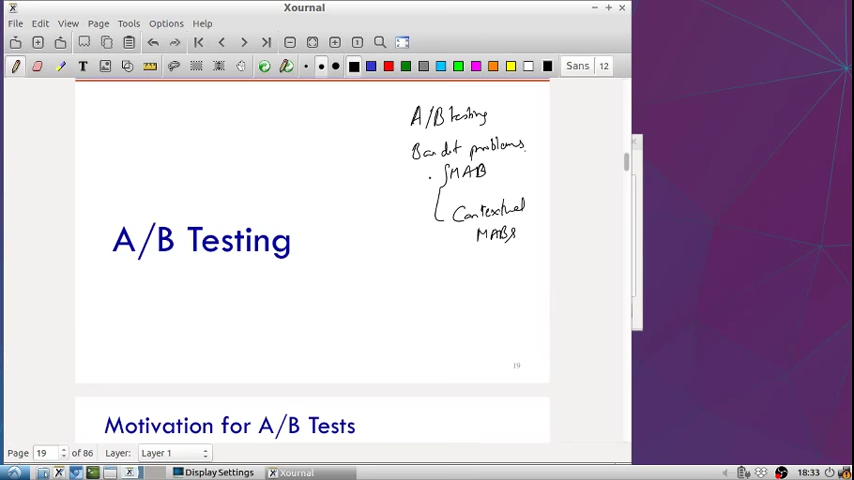 Xournal
File Edit View Page Tools Options Help
T
Sans 12
A/B testing
Bandit problems.
MAB
Contextual
MABs
A/B Testing
19
Motivation for A/B Tests
Page 19 of 86 Layer: Layer 1
Display Settings Xournal 18:33